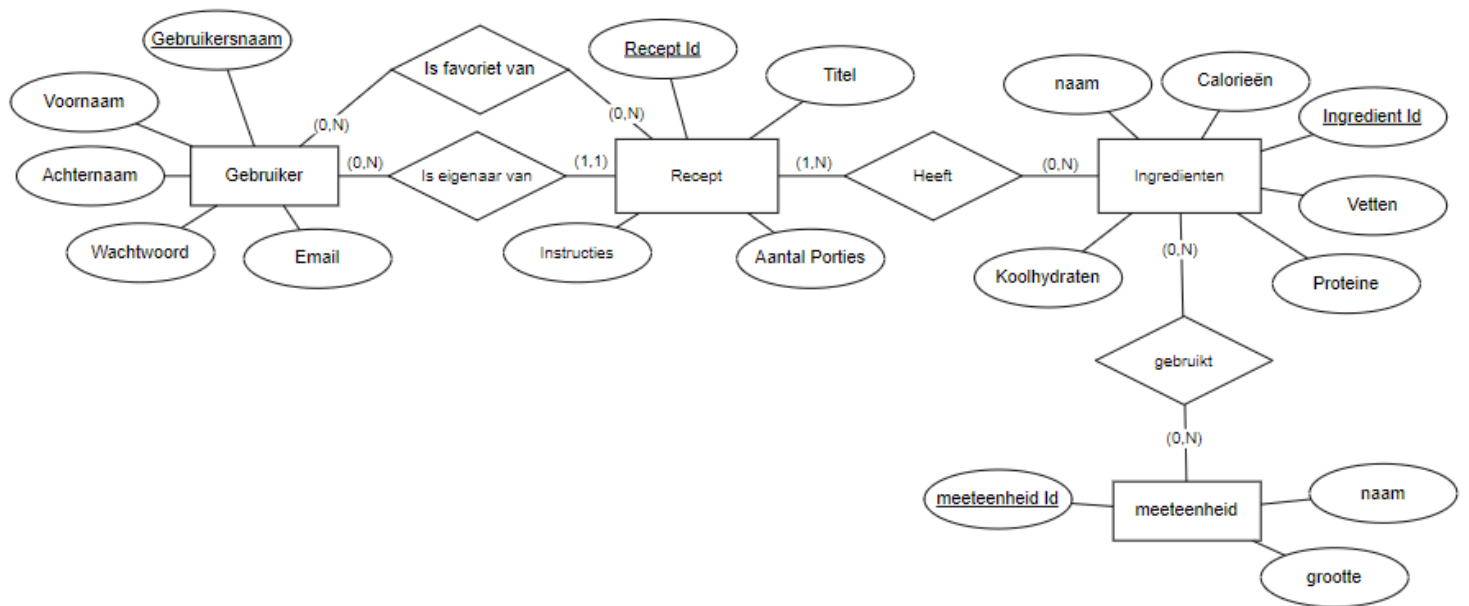 Gebruikersnaam
Is favoriet van
Recept Id
Titel
naam
Calorieën
Ingredient Id
Voornaam
(0,N)
(0,N)
Achternaam
Gebruiker
(0,N)
Is eigenaar van
(1,1)
Recept
(1,N)
Heeft
(0,N)
Ingredienten
Vetten
Wachtwoord
Email
Instructies
Aantal Porties
Koolhydraten
(0,N)
Proteine
gebruikt
(0,N)
meeteenheid Id
meeteenheid
naam
grootte